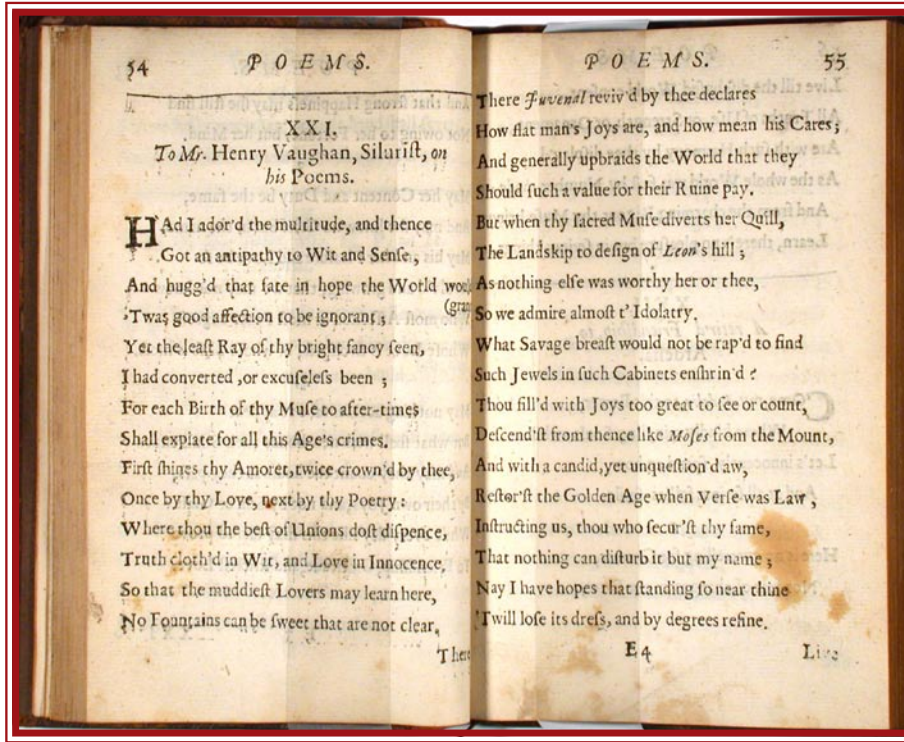 54
POEMS.
XXI.
To Mr. Henry Vaughan, Siluriſt, on
his Poems.
HAd I ador'd the multitude, and thence
Got an antipathy to Wit and Senſe,
And hugg'd that fate in hope the World
'Twas good affection to be ignorant;
Yet the leaſt Ray of thy bright fancy ſeen,
I had converted, or excuſeleſs been;
For each Birth of thy Muſe to after-times
Shall expiate for all this Age's crimes.
Firſt ſhines thy Amoret, twice crown'd by thee,
Once by thy Love, next by thy Poetry:
Where thou the beſt of Unions doſt diſpence,
Truth cloth'd in Wit, and Love in Innocence,
So that the muddieſt Lovers may learn here,
No Fountains can be ſweet that are not clear.
There
POEMS.
55
There Juvenal reviv'd by thee declares
How flat man's Joys are, and how mean his Cares;
And generally upbraids the World that they
Should ſuch a value for their Ruine pay.
But when thy ſacred Muſe diverts her Quill,
The Landskip to deſign of Leon's hill;
As nothing elſe was worthy her or thee,
So we admire almoſt t' Idolatry.
What Savage breaſt would not be rap'd to find
Such Jewels in ſuch Cabinets enſhrin'd?
Thou fill'd with Joys too great to ſee or count,
Deſcend'ſt from thence like Moſes from the Mount,
And with a candid, yet unqueſtion'd aw,
Reſtor'ſt the Golden Age when Verſe was Law;
Inſtructing us, thou who ſecur'ſt thy fame,
That nothing can diſturb it but my name;
Nay I have hopes that ſtanding ſo near thine
'Twill loſe its dreſs, and by degrees refine.
E4
Live